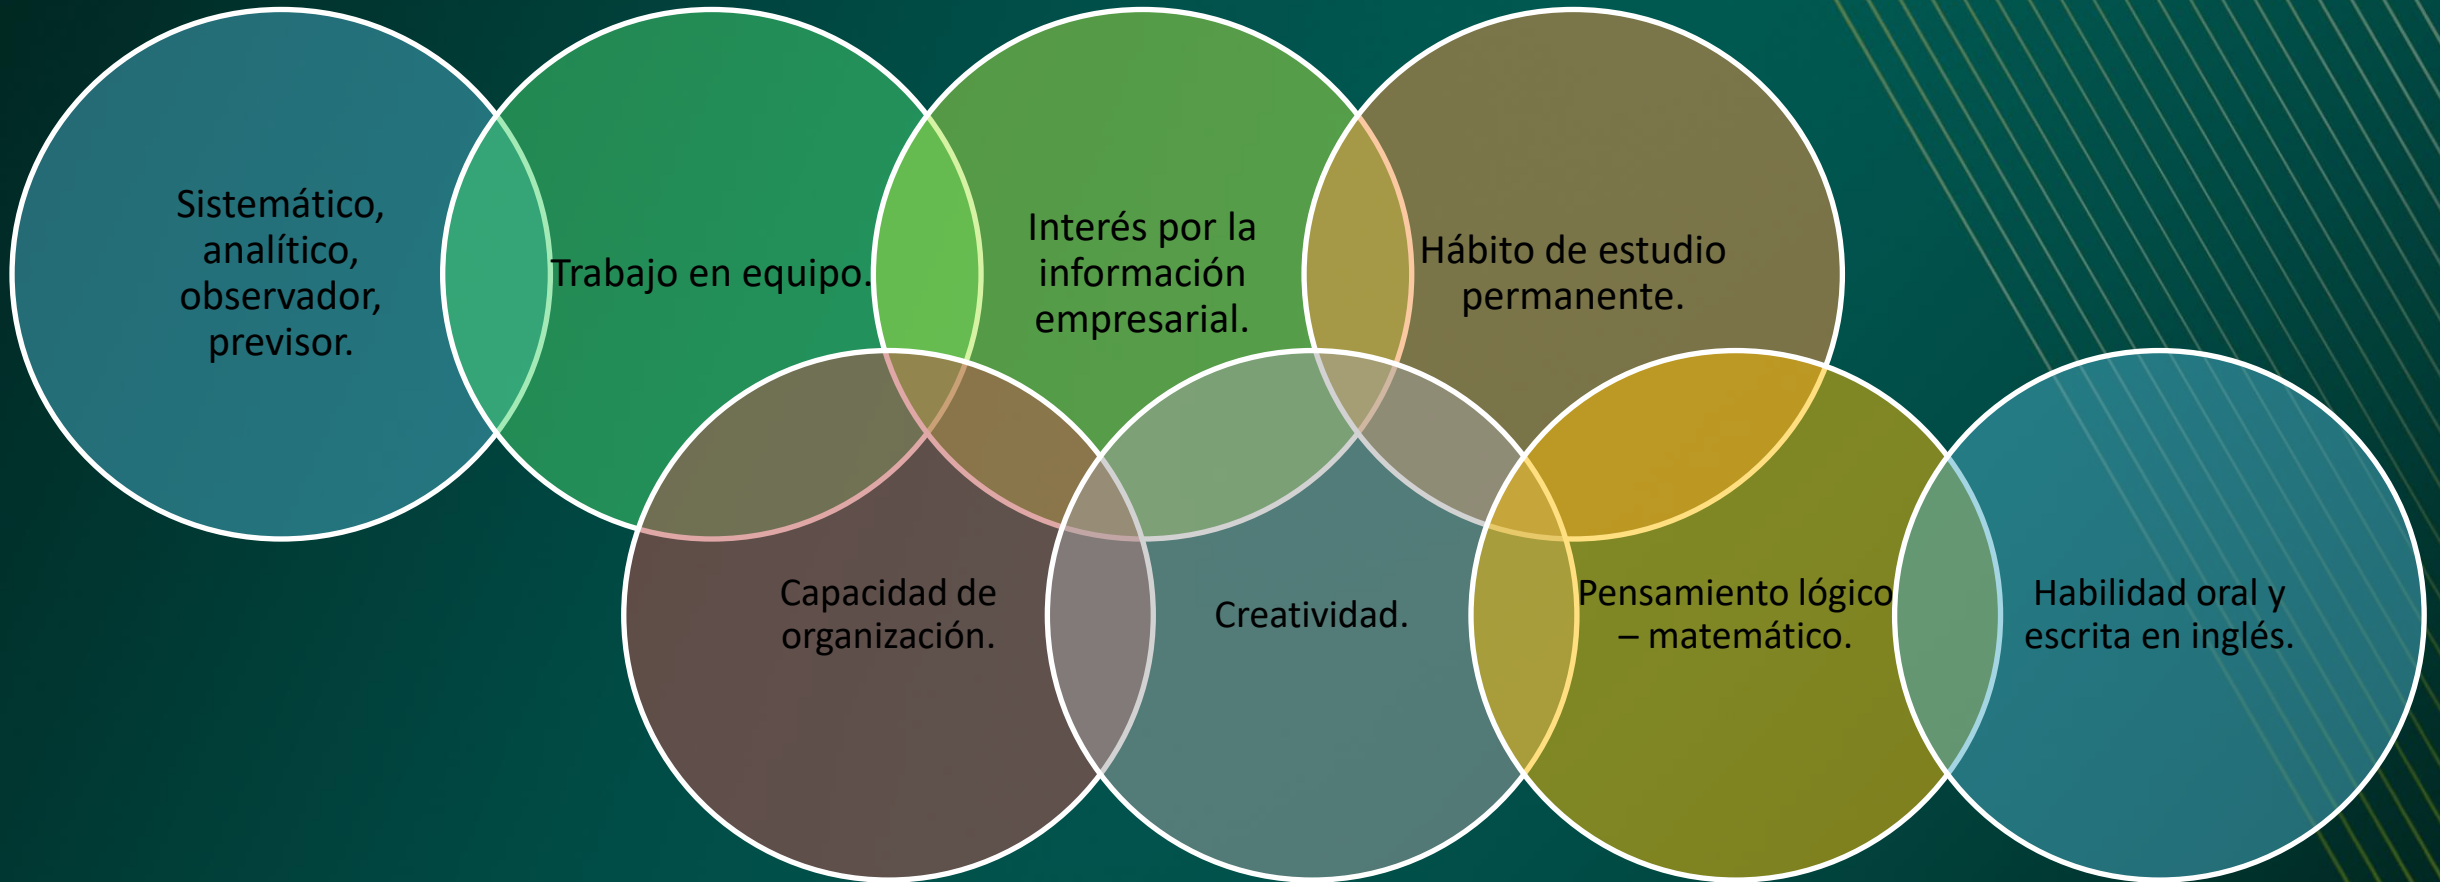 Sistemático,
analítico,
observador,
previsor.
Trabajo en equipo.
Interés por la
información
empresarial.
Hábito de estudio
permanente.
Capacidad de
organización.
Creatividad.
Pensamiento lógico
– matemático.
Habilidad oral y
escrita en inglés.